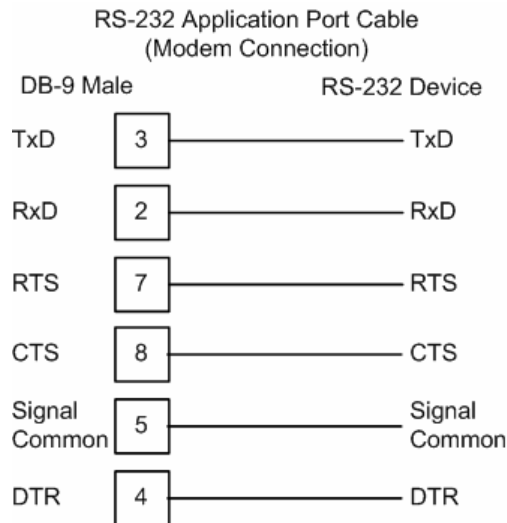 RS-232 Application Port Cable
(Modem Connection)
DB-9 Male RS-232 Device
TxD 3 TxD
RxD 2 RxD
RTS 7 RTS
CTS 8 CTS
Signal Common 5 Signal Common
DTR 4 DTR